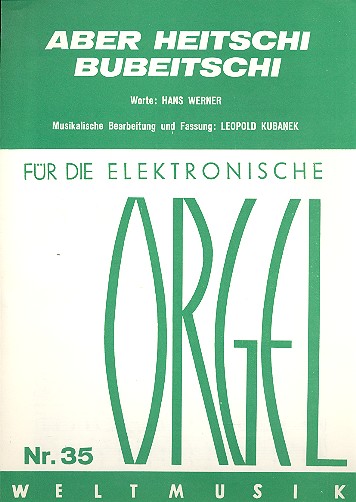 ABER HEITSCHI
BUBEITSCHI
Worte: HANS WERNER
Musikalische Bearbeitung und Fassung: LEOPOLD KUBANEK
FÜR DIE ELEKTRONISCHE
ORGEL
Nr. 35
WELTMUSIK